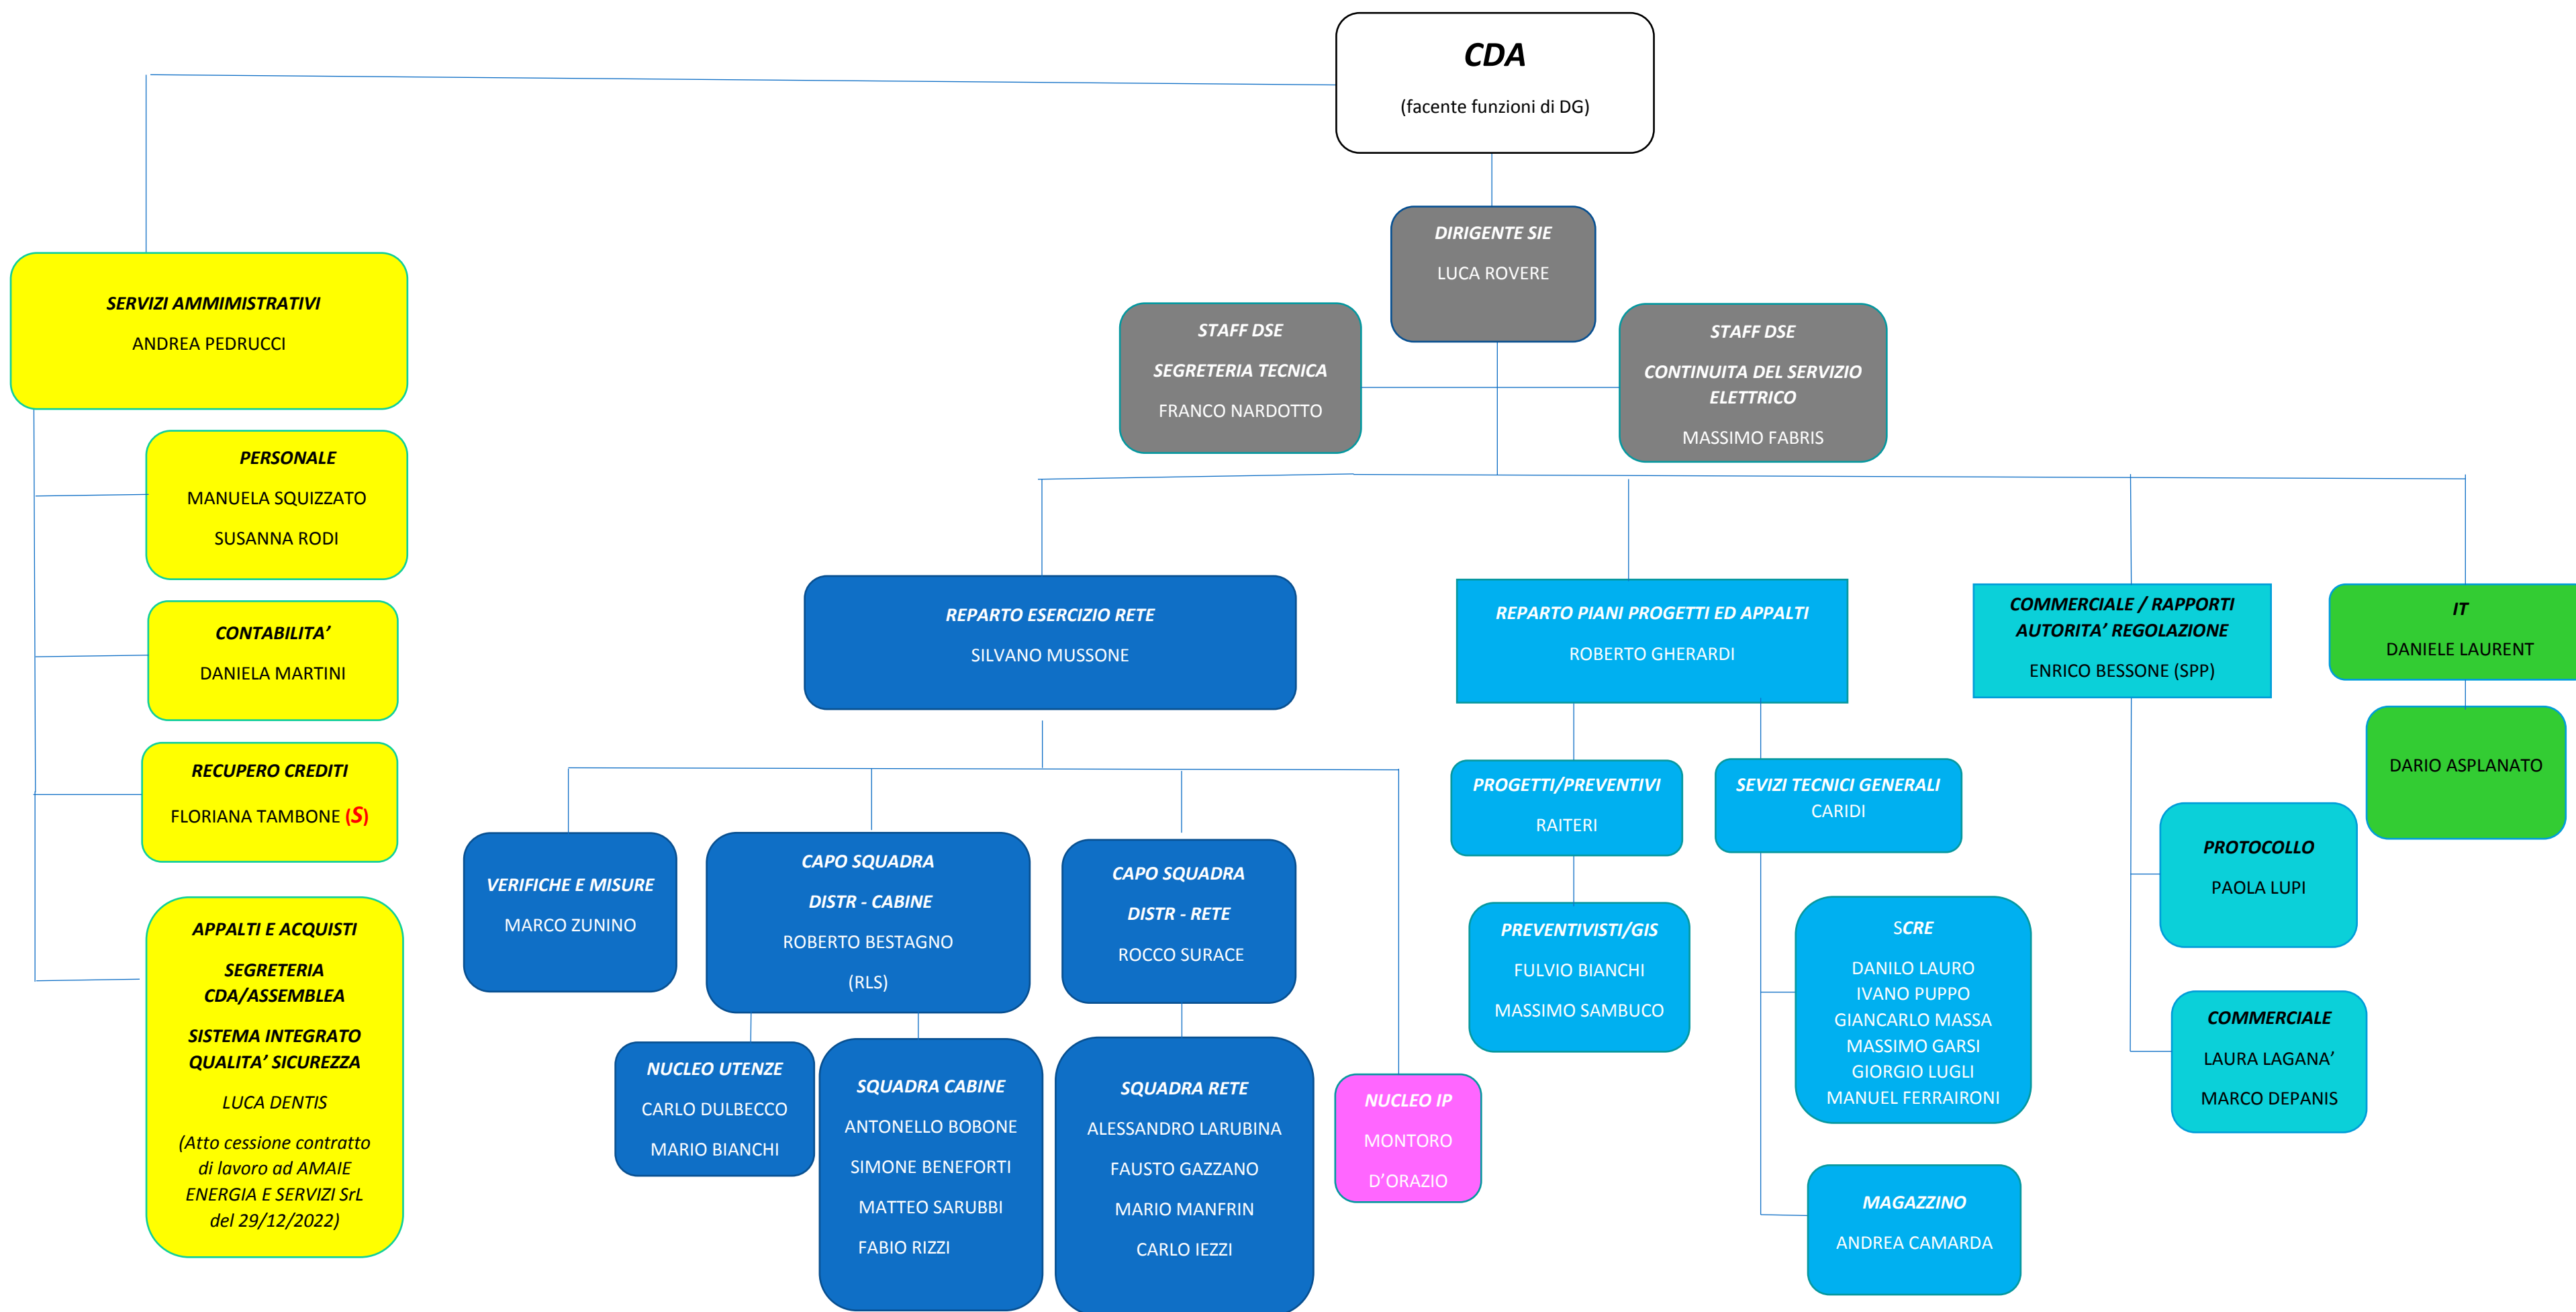 CDA
(facente funzioni di DG)
DIRIGENTE SIE
LUCA ROVERE
STAFF DSE
SEGRETERIA TECNICA
FRANCO NARDOTTO
STAFF DSE
CONTINUITA DEL SERVIZIO
ELETTRICO
MASSIMO FABRIS
SERVIZI AMMIMISTRATIVI
ANDREA PEDRUCCI
PERSONALE
MANUELA SQUIZZATO
SUSANNA RODI
CONTABILITA’
DANIELA MARTINI
RECUPERO CREDITI
FLORIANA TAMBONE (S)
APPALTI E ACQUISTI
SEGRETERIA
CDA/ASSEMBLEA
SISTEMA INTEGRATO
QUALITA’ SICUREZZA
LUCA DENTIS
(Atto cessione contratto
di lavoro ad AMAIE
ENERGIA E SERVIZI SrL
del 29/12/2022)
REPARTO ESERCIZIO RETE
SILVANO MUSSONE
VERIFICHE E MISURE
MARCO ZUNINO
CAPO SQUADRA
DISTR - CABINE
ROBERTO BESTAGNO
(RLS)
NUCLEO UTENZE
CARLO DULBECCO
MARIO BIANCHI
SQUADRA CABINE
ANTONELLO BOBONE
SIMONE BENEFORTI
MATTEO SARUBBI
FABIO RIZZI
CAPO SQUADRA
DISTR - RETE
ROCCO SURACE
SQUADRA RETE
ALESSANDRO LARUBINA
FAUSTO GAZZANO
MARIO MANFRIN
CARLO IEZZI
NUCLEO IP
MONTORO
D’ORAZIO
REPARTO PIANI PROGETTI ED APPALTI
ROBERTO GHERARDI
PROGETTI/PREVENTIVI
RAITERI
PREVENTIVISTI/GIS
FULVIO BIANCHI
MASSIMO SAMBUCO
SEVIZI TECNICI GENERALI
CARIDI
SCRE
DANILO LAURO
IVANO PUPPO
GIANCARLO MASSA
MASSIMO GARSI
GIORGIO LUGLI
MANUEL FERRAIRONI
MAGAZZINO
ANDREA CAMARDA
COMMERCIALE / RAPPORTI
AUTORITA’ REGOLAZIONE
ENRICO BESSONE (SPP)
PROTOCOLLO
PAOLA LUPI
COMMERCIALE
LAURA LAGANA’
MARCO DEPANIS
IT
DANIELE LAURENT
DARIO ASPLANATO